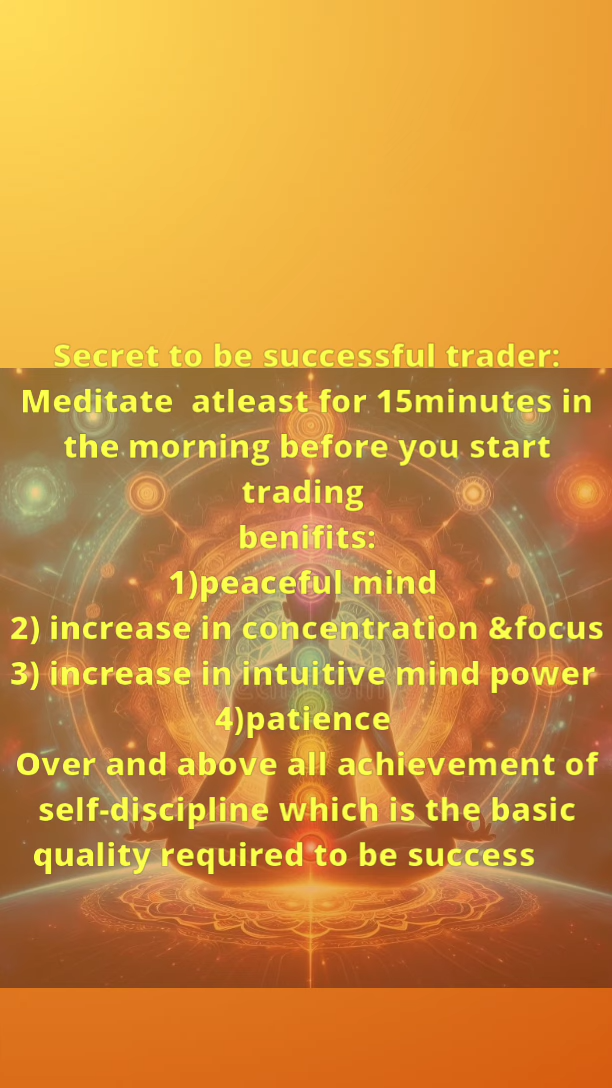 Secret to be successful trader:
Meditate  atleast for 15minutes in
the morning before you start
trading
benifits:
1)peaceful mind
2) increase in concentration &focus
3) increase in intuitive mind power
4)patience
Over and above all achievement of
self-discipline which is the basic
quality required to be success